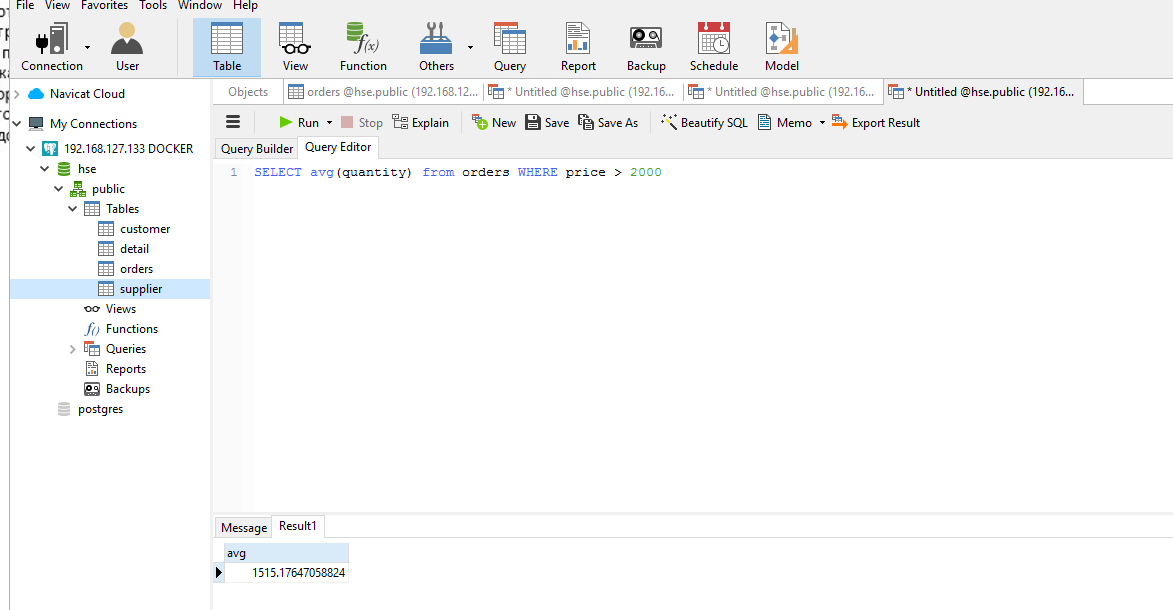 File View Favorites Tools Window Help
Connection User Table View Function Others Query Report Backup Schedule Model
f(x)
Navicat Cloud
My Connections
192.168.127.133 DOCKER
hse
public
Tables
customer
detail
orders
supplier
Views
Functions
Queries
Reports
Backups
postgres
Objects orders @hse.public (192.168.12... * Untitled @hse.public (192.16... * Untitled @hse.public (192.16... * Untitled @hse.public (192.16...
Run Stop Explain New Save Save As Beautify SQL Memo Export Result
Query Builder Query Editor
1 SELECT avg(quantity) from orders WHERE price > 2000
Message Result1
avg
1515.17647058824